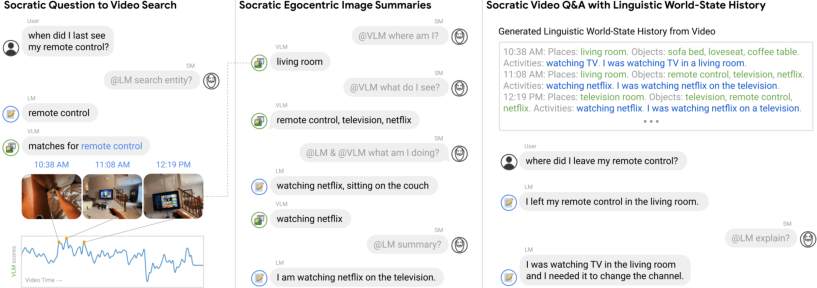 Socratic Question to Video Search
User
when did I last see
my remote control?
SM
@LM search entity?
LM
remote control
VLM
matches for remote control
10:38 AM
11:08 AM
12:19 PM
VLM scores
Video Time →
Socratic Egocentric Image Summaries
SM
@VLM where am I?
VLM
living room
SM
@VLM what do I see?
VLM
remote control, television, netflix
SM
@LM & @VLM what am I doing?
LM
watching netflix, sitting on the couch
VLM
watching netflix
SM
@LM summary?
LM
I am watching netflix on the television.
Socratic Video Q&A with Linguistic World-State History
Generated Linguistic World-State History from Video
10:38 AM: Places: living room. Objects: sofa bed, loveseat, coffee table.
Activities: watching TV. I was watching TV in a living room.
11:08 AM: Places: living room. Objects: remote control, television, netflix.
Activities: watching netflix. I was watching netflix on the television.
12:19 PM: Places: television room. Objects: television, remote control,
netflix. Activities: watching netflix. I was watching netflix on a television.
• • •
User
where did I leave my remote control?
LM
I left my remote control in the living room.
SM
@LM explain?
LM
I was watching TV in the living room
and I needed it to change the channel.